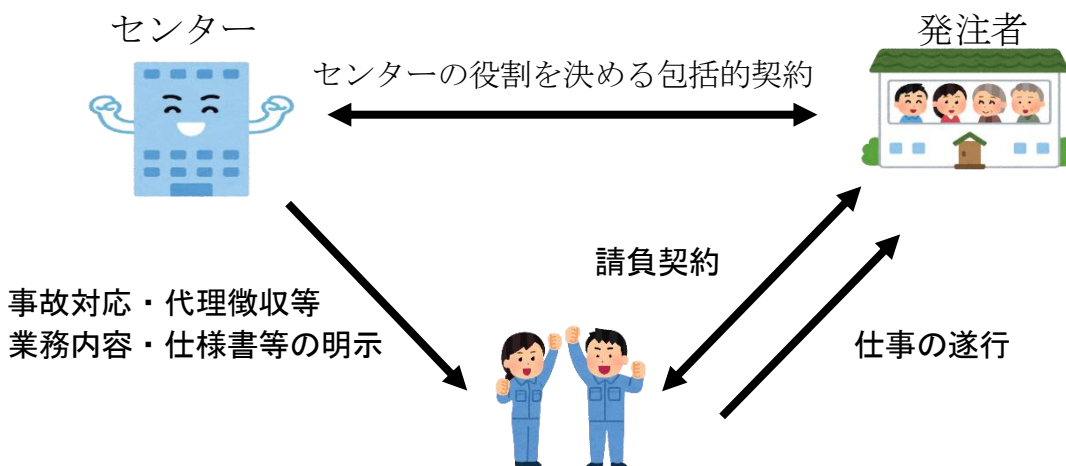 センター
発注者
センターの役割を決める包括的契約
請負契約
事故対応・代理徴収等
業務内容・仕様書等の明示
仕事の遂行